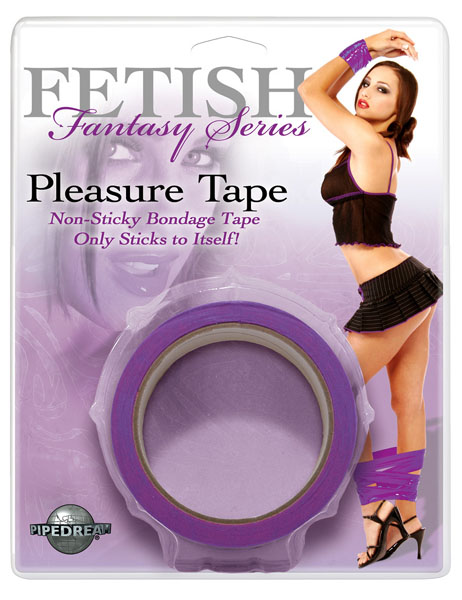 FETISH
Fantasy Series
Pleasure Tape
Non-Sticky Bondage Tape
Only Sticks to Itself!
PIPEDREAM®